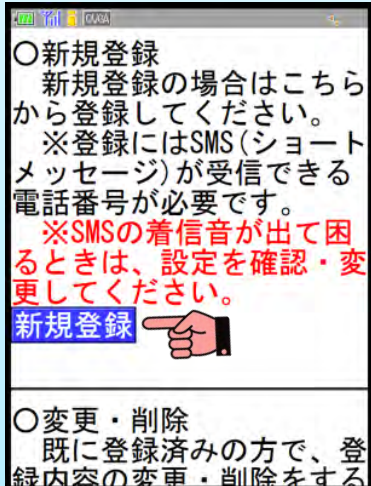 ○新規登録
　新規登録の場合はこちら
から登録してください。
　※登録にはSMS(ショート
メッセージ)が受信できる
電話番号が必要です。
　※SMSの着信音が出て困
るときは、設定を確認・変
更してください。
新規登録
○変更・削除
　既に登録済みの方で、登
録内容の変更・削除をする